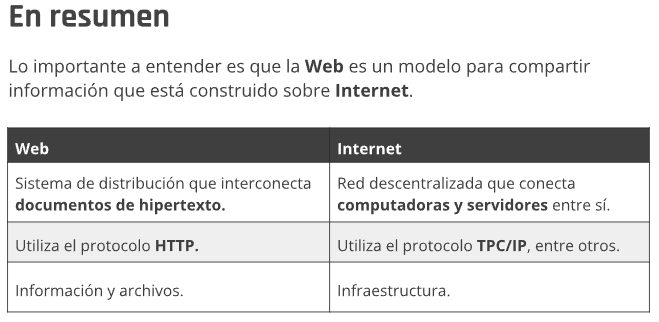 En resumen
Lo importante a entender es que la Web es un modelo para compartir
información que está construido sobre Internet.
Web
Internet
Sistema de distribución que interconecta
documentos de hipertexto.
Red descentralizada que conecta
computadoras y servidores entre sí.
Utiliza el protocolo HTTP.
Utiliza el protocolo TPC/IP, entre otros.
Información y archivos.
Infraestructura.